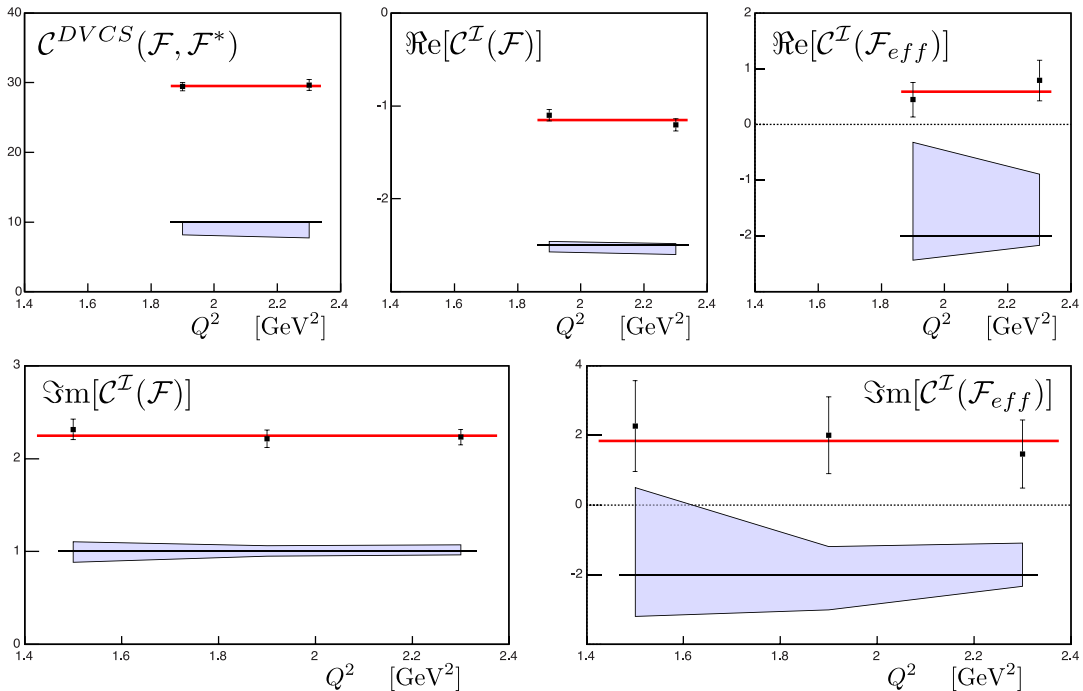 𝒞^{DVCS}(ℱ, ℱ*)
40
30
20
10
0
1.4 1.6 1.8 2 2.2 2.4
Q² [GeV²]
ℜe[𝒞^ℐ(ℱ)]
0
-1
-2
1.4 1.6 1.8 2 2.2 2.4
Q² [GeV²]
ℜe[𝒞^ℐ(ℱ_{eff})]
2
1
0
-1
-2
1.4 1.6 1.8 2 2.2 2.4
Q² [GeV²]
ℑm[𝒞^ℐ(ℱ)]
3
2
1
0
1.4 1.6 1.8 2 2.2 2.4
Q² [GeV²]
ℑm[𝒞^ℐ(ℱ_{eff})]
4
2
0
-2
1.4 1.6 1.8 2 2.2 2.4
Q² [GeV²]